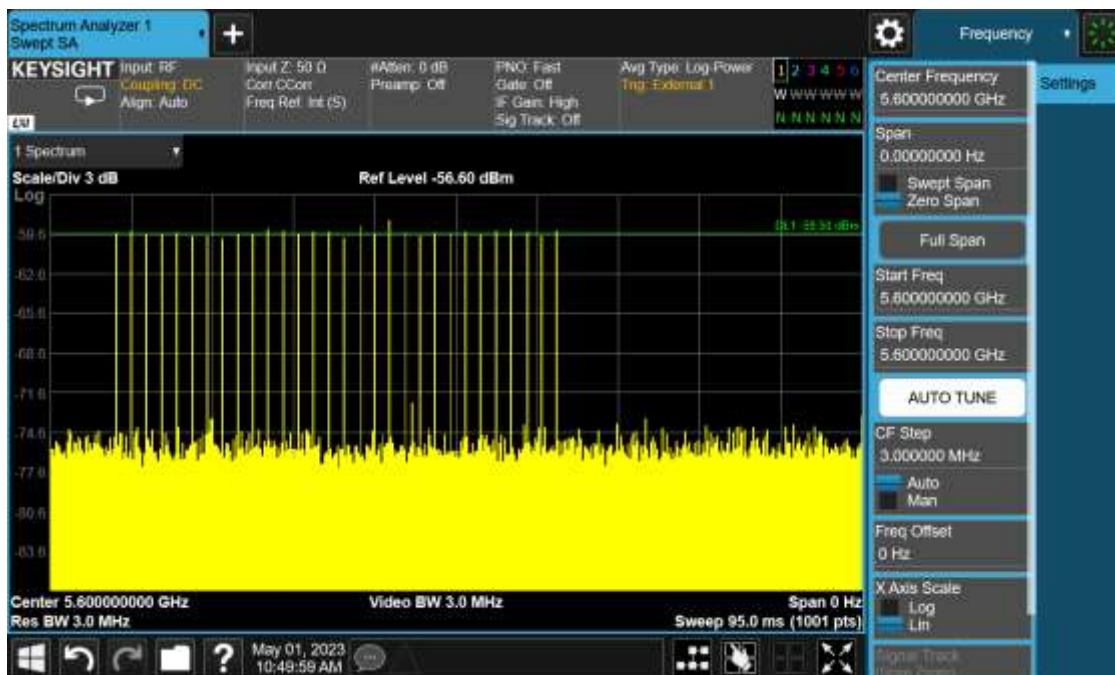 Spectrum Analyzer 1
Swept SA
+
Frequency
KEYSIGHT
Input: RF
Coupling: DC
Align: Auto
Input Z: 50 Ω
Corr CCorr
Freq Ref: Int (S)
#Atten: 0 dB
Preamp: Off
PNO: Fast
Gate: Off
IF Gain: High
Sig Track: Off
Avg Type: Log-Power
Trig: External 1
1 2 3 4 5 6
W W W W W W
N N N N N N
1 Spectrum
Scale/Div 3 dB
Ref Level -56.60 dBm
Log
-59.6
-62.6
-65.6
-68.6
-71.6
-74.6
-77.6
-80.6
-83.6
Center 5.600000000 GHz
Res BW 3.0 MHz
Video BW 3.0 MHz
Span 0 Hz
Sweep 95.0 ms (1001 pts)
May 01, 2023
10:49:59 AM
?
Center Frequency
5.600000000 GHz
Settings
Span
0.00000000 Hz
Swept Span
Zero Span
Full Span
Start Freq
5.600000000 GHz
Stop Freq
5.600000000 GHz
AUTO TUNE
CF Step
3.000000 MHz
Auto
Man
Freq Offset
0 Hz
X Axis Scale
Log
Lin
Signal Track